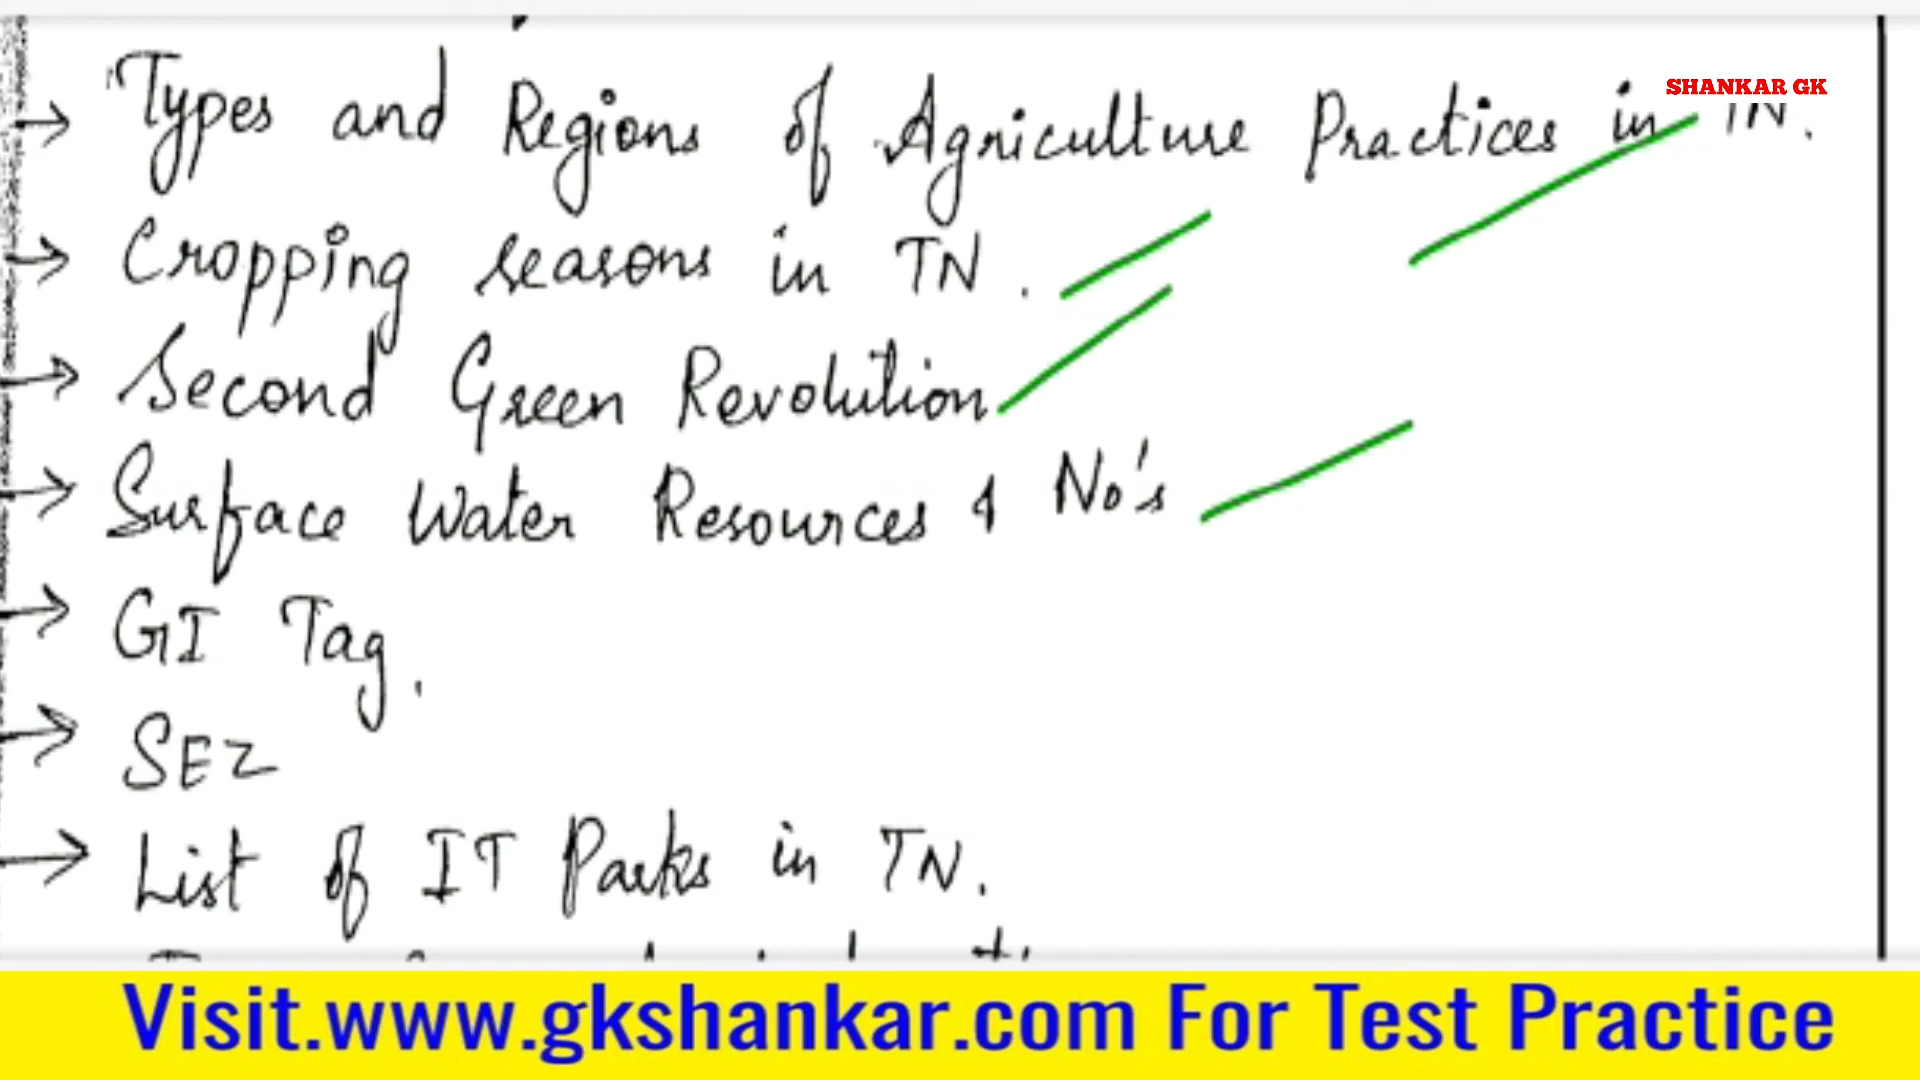 SHANKAR GK
→ Types and Regions of Agriculture Practices in TN.
→ Cropping seasons in TN.
→ Second Green Revolution
→ Surface Water Resources & No's
→ GI Tag.
→ SEZ
→ List of IT Parks in TN.
Visit.www.gkshankar.com For Test Practice